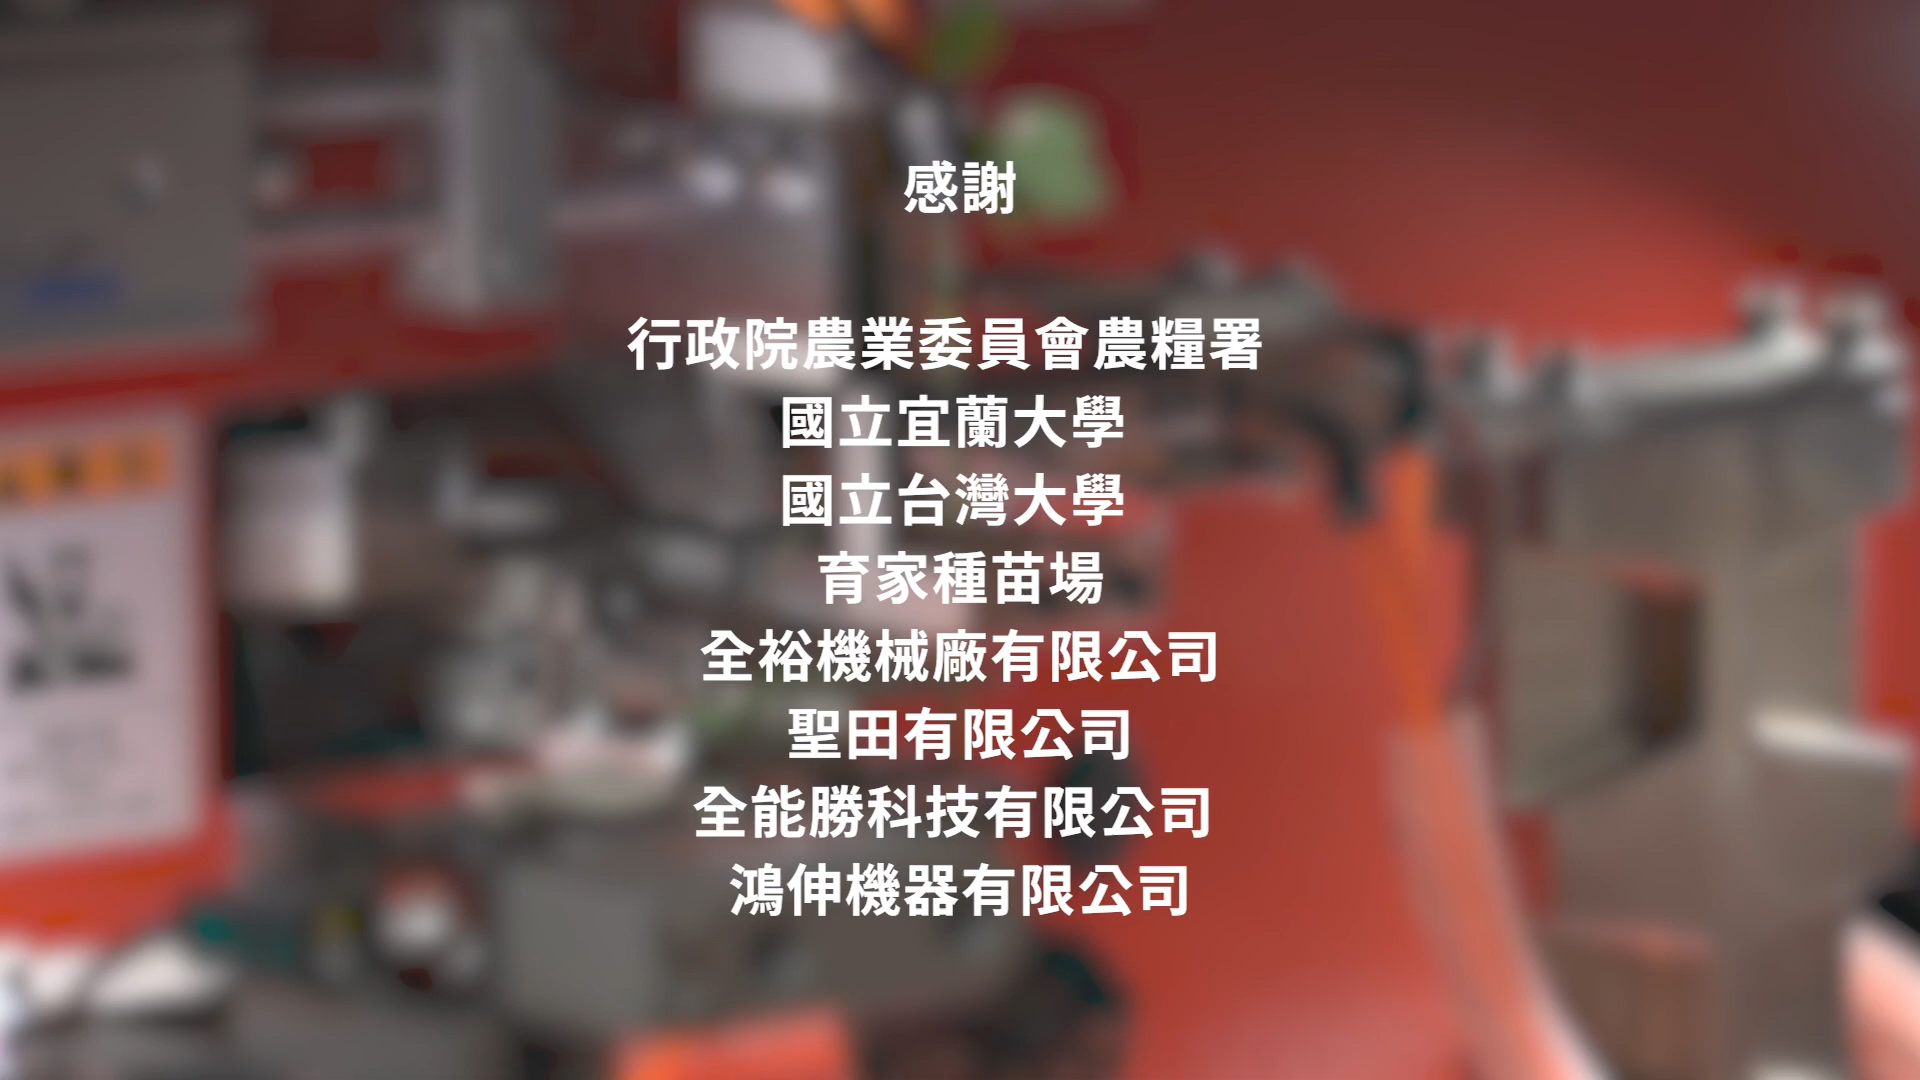 感謝
行政院農業委員會農糧署
國立宜蘭大學
國立台灣大學
育家種苗場
全裕機械廠有限公司
聖田有限公司
全能勝科技有限公司
鴻伸機器有限公司